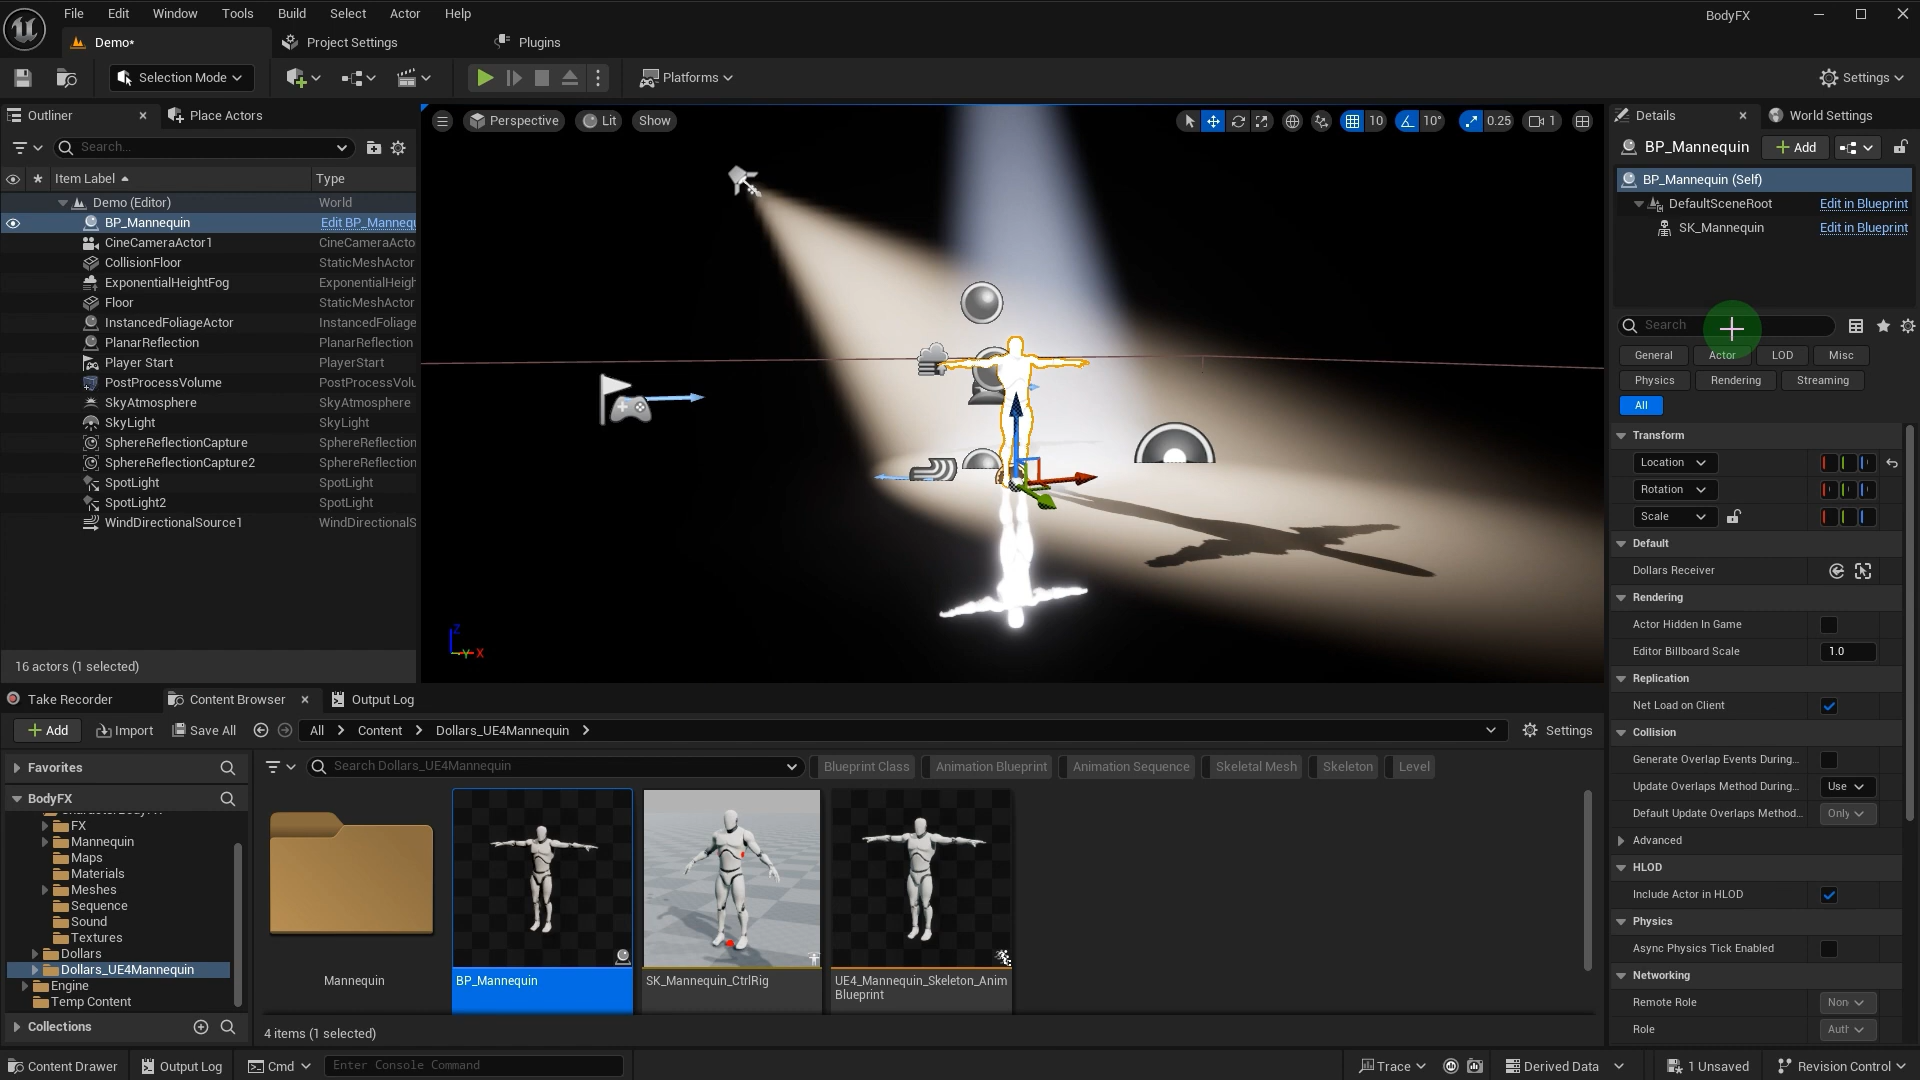 File Edit Window Tools Build Select Actor Help
BodyFX
Demo*
Project Settings
Plugins
Selection Mode
Platforms
Settings
Outliner
Place Actors
Search...
Item Label
Type
Demo (Editor) World
BP_Mannequin Edit BP_Mannequ
CineCameraActor1 CineCameraActo
CollisionFloor StaticMeshActor
ExponentialHeightFog ExponentialHeigh
Floor StaticMeshActor
InstancedFoliageActor InstancedFoliage
PlanarReflection PlanarReflection
Player Start PlayerStart
PostProcessVolume PostProcessVolu
SkyAtmosphere SkyAtmosphere
SkyLight SkyLight
SphereReflectionCapture SphereReflection
SphereReflectionCapture2 SphereReflection
SpotLight SpotLight
SpotLight2 SpotLight
WindDirectionalSource1 WindDirectionalS
16 actors (1 selected)
Perspective
Lit
Show
10
10°
0.25
1
Z
Y X
Details
World Settings
BP_Mannequin
Add
BP_Mannequin (Self)
DefaultSceneRoot Edit in Blueprint
SK_Mannequin Edit in Blueprint
Search
General Actor LOD Misc
Physics Rendering Streaming
All
Transform
Location
Rotation
Scale
Default
Dollars Receiver
Rendering
Actor Hidden In Game
Editor Billboard Scale 1.0
Replication
Net Load on Client
Collision
Generate Overlap Events During...
Update Overlaps Method During... Use
Default Update Overlaps Method... Only
Advanced
HLOD
Include Actor in HLOD
Physics
Async Physics Tick Enabled
Networking
Remote Role Non
Role Auth
Take Recorder
Content Browser
Output Log
Add
Import
Save All
All
Content
Dollars_UE4Mannequin
Settings
Favorites
BodyFX
FX
Mannequin
Maps
Materials
Meshes
Sequence
Sound
Textures
Dollars
Dollars_UE4Mannequin
Engine
Temp Content
Collections
Search Dollars_UE4Mannequin
Blueprint Class
Animation Blueprint
Animation Sequence
Skeletal Mesh
Skeleton
Level
Mannequin
BP_Mannequin
SK_Mannequin_CtrlRig
UE4_Mannequin_Skeleton_Anim
Blueprint
4 items (1 selected)
Content Drawer
Output Log
Cmd
Enter Console Command
Trace
Derived Data
1 Unsaved
Revision Control